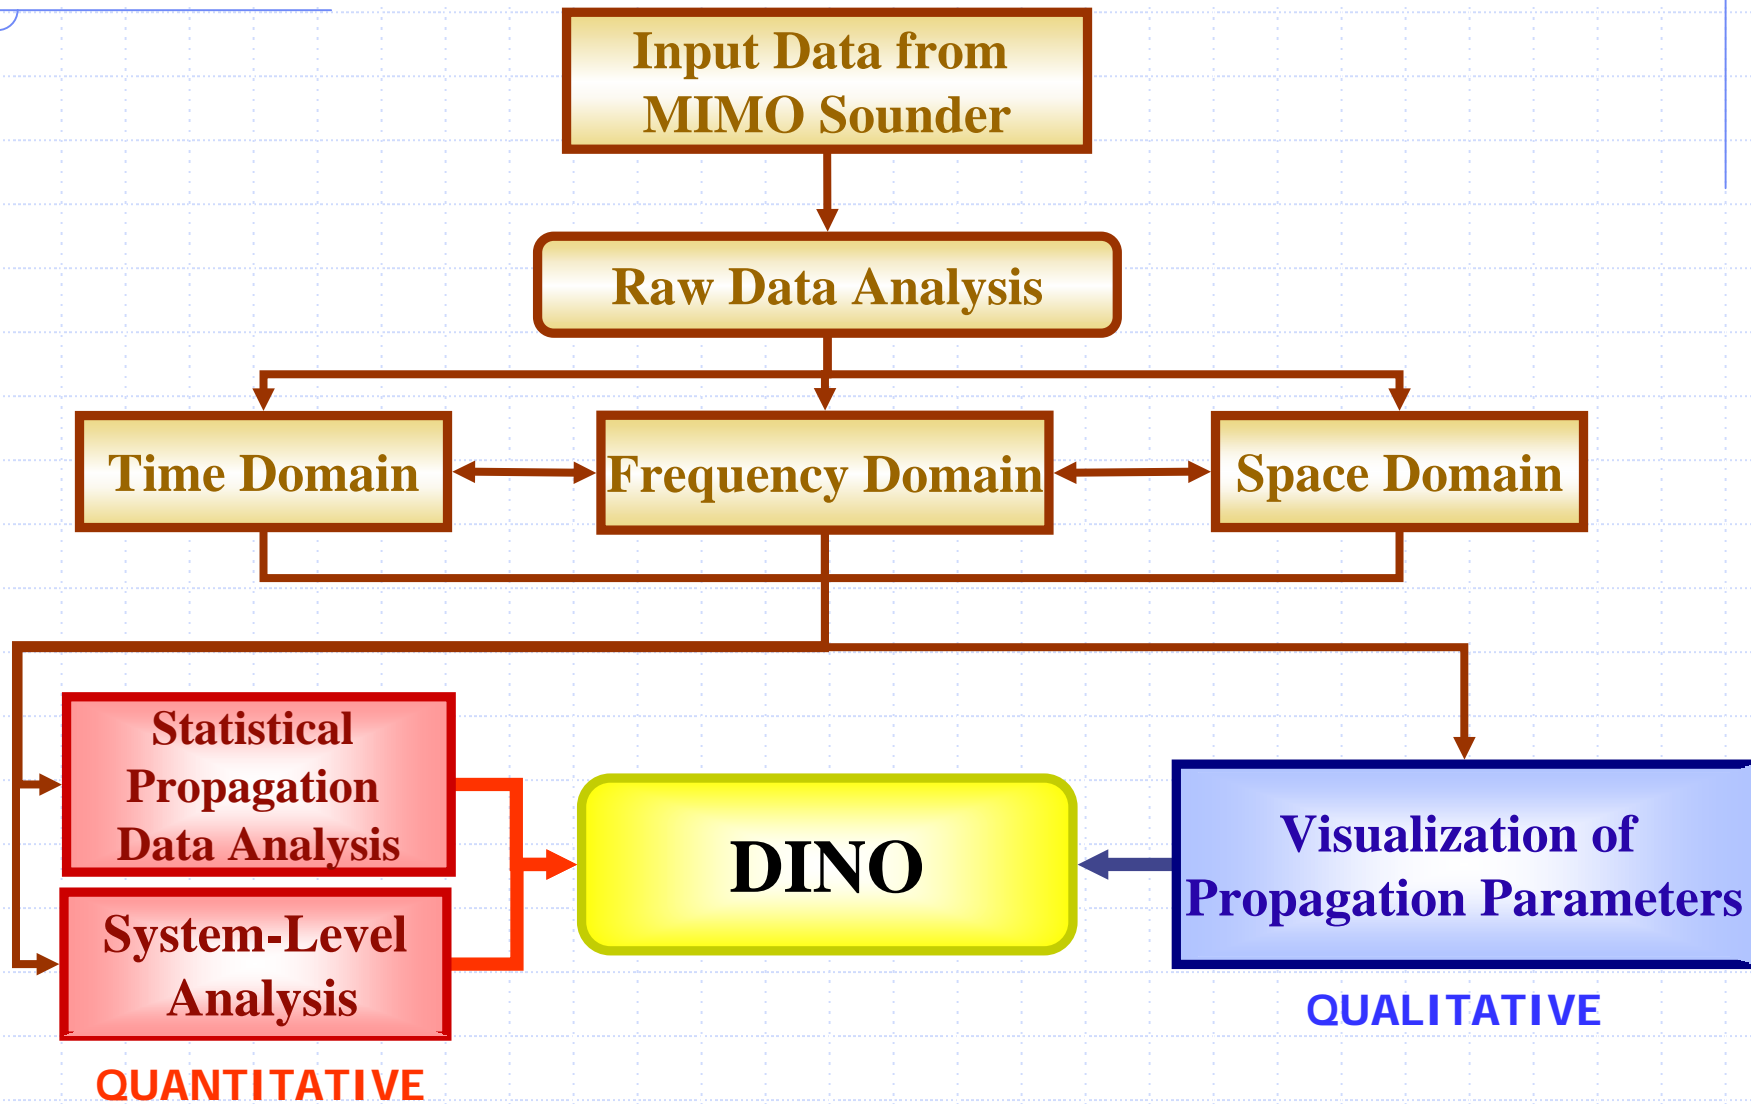 Input Data from
MIMO Sounder
Raw Data Analysis
Time Domain
Frequency Domain
Space Domain
Statistical
Propagation
Data Analysis
System-Level
Analysis
QUANTITATIVE
DINO
Visualization of
Propagation Parameters
QUALITATIVE